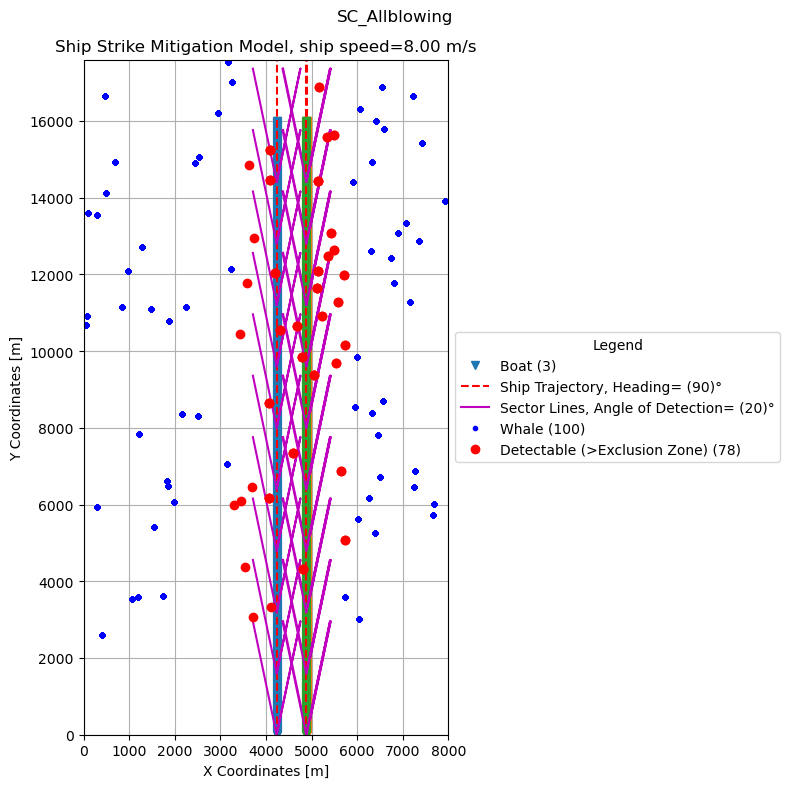 SC_Allblowing
Ship Strike Mitigation Model, ship speed=8.00 m/s
16000
14000
12000
10000
8000
6000
4000
2000
0
Y Coordinates [m]
0 1000 2000 3000 4000 5000 6000 7000 8000
X Coordinates [m]
Legend
Boat (3)
Ship Trajectory, Heading= (90)°
Sector Lines, Angle of Detection= (20)°
Whale (100)
Detectable (>Exclusion Zone) (78)